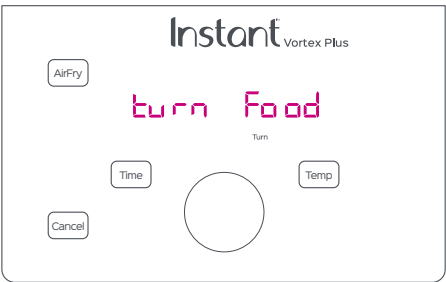 Instant Vortex Plus
AirFry
turn Food
Turn
Time
Temp
Cancel